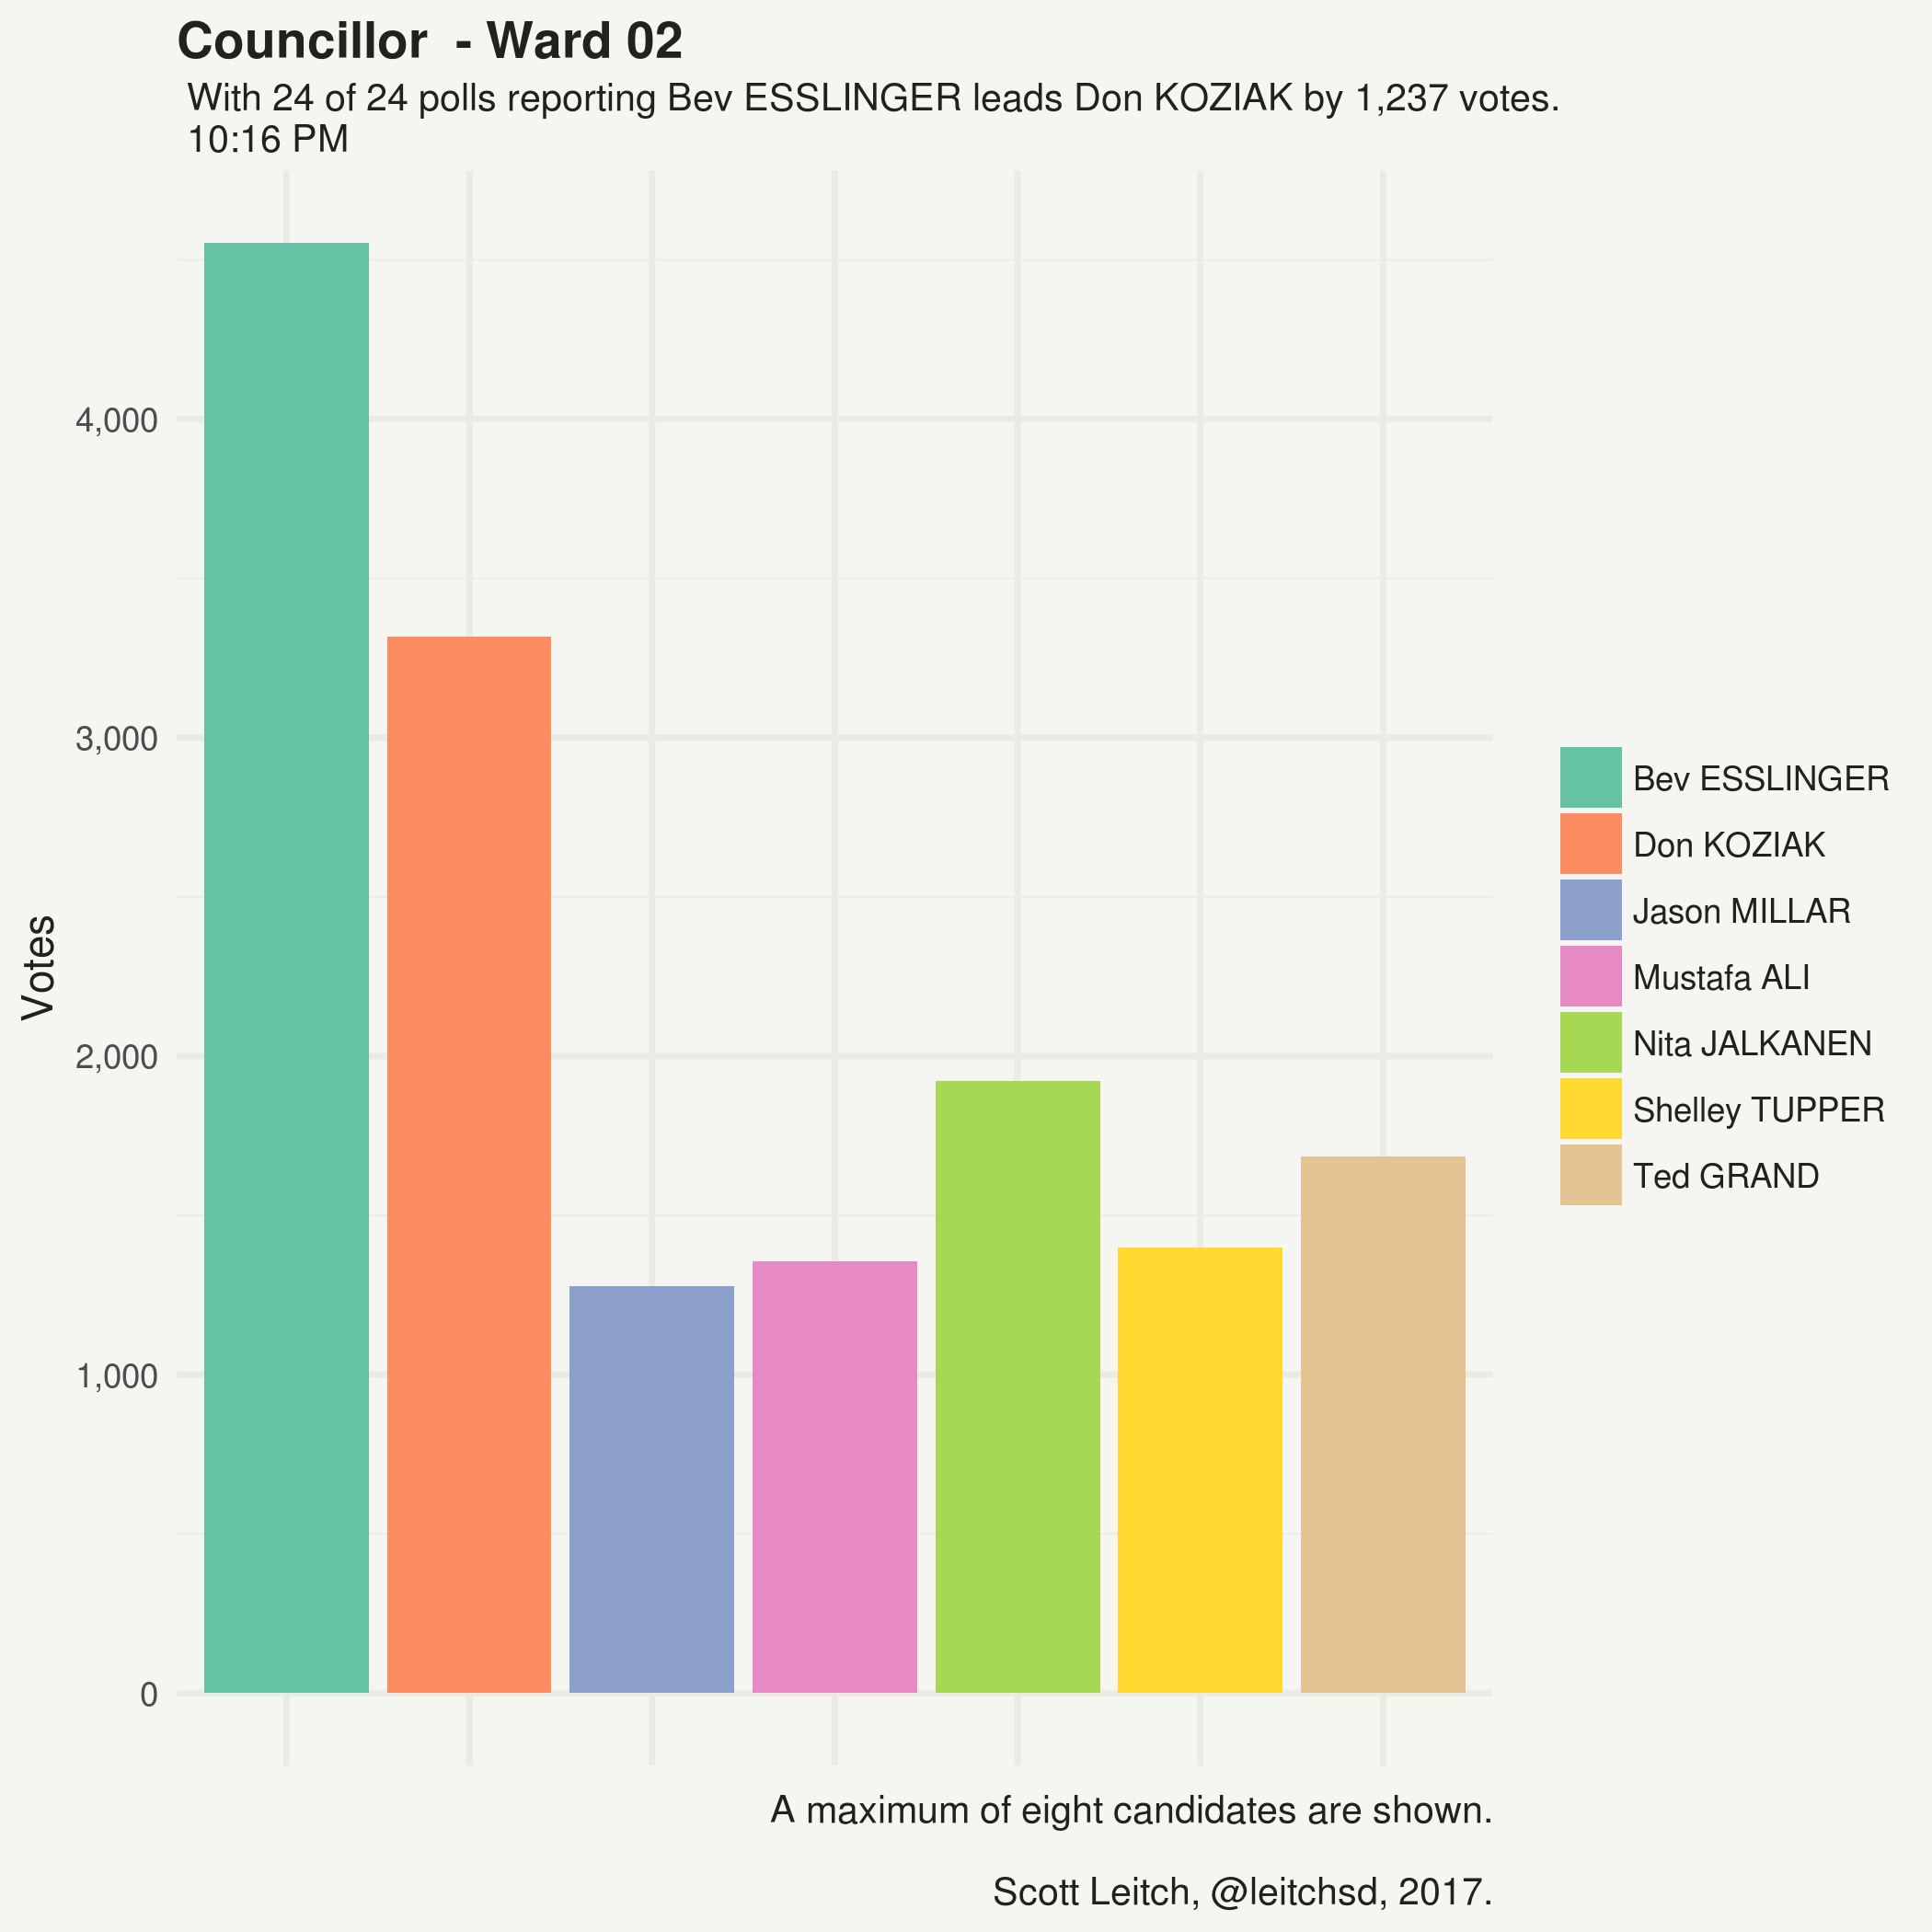 Councillor  - Ward 02
With 24 of 24 polls reporting Bev ESSLINGER leads Don KOZIAK by 1,237 votes.
10:16 PM
Votes
4,000
3,000
2,000
1,000
0
Bev ESSLINGER
Don KOZIAK
Jason MILLAR
Mustafa ALI
Nita JALKANEN
Shelley TUPPER
Ted GRAND
A maximum of eight candidates are shown.
Scott Leitch, @leitchsd, 2017.